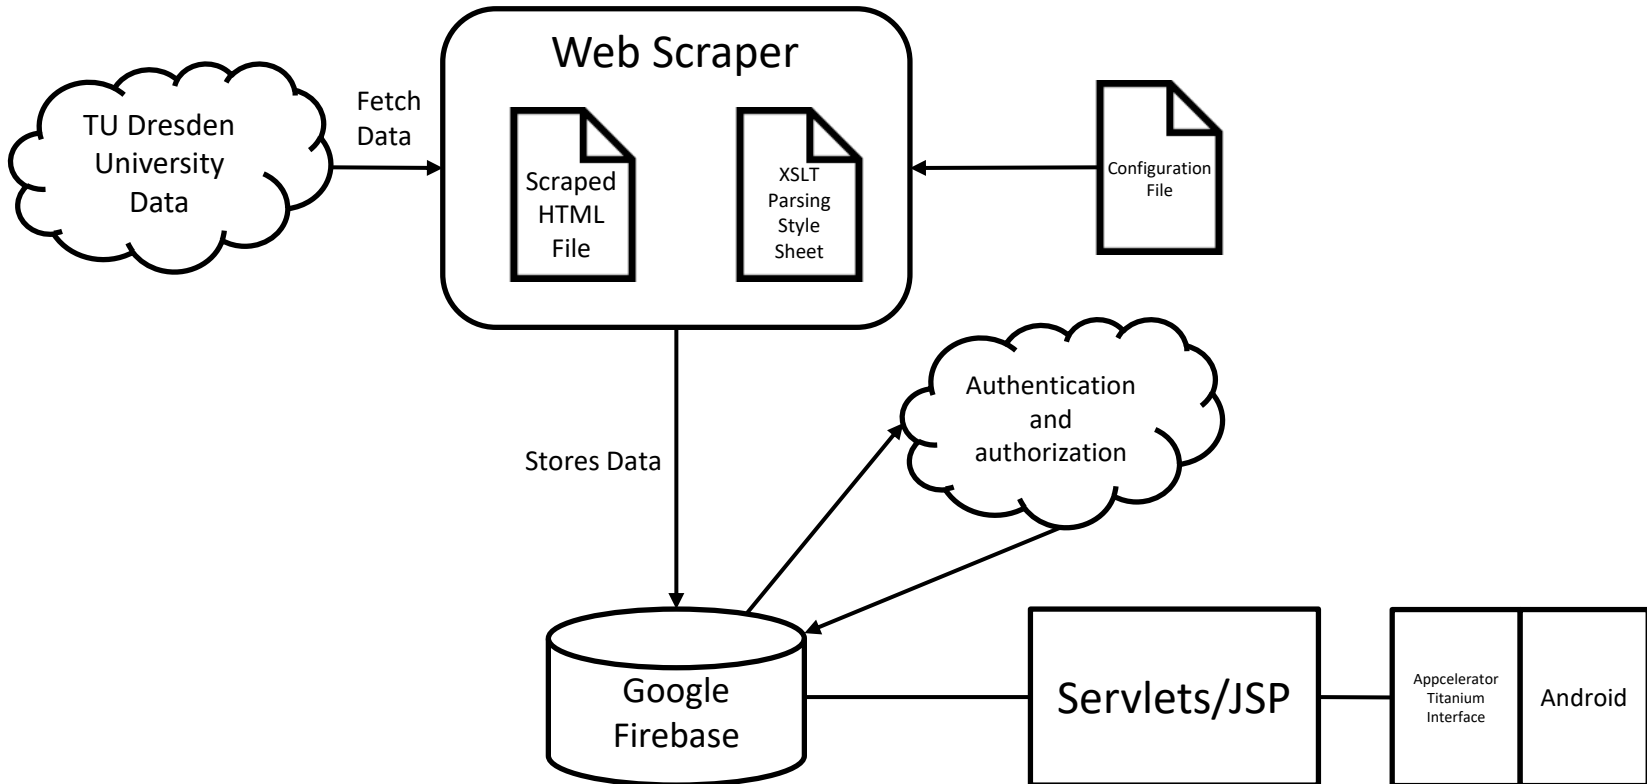 Web Scraper
TU Dresden
University
Data
Fetch
Data
Scraped
HTML
File
XSLT
Parsing
Style
Sheet
Configuration
File
Authentication
and
authorization
Stores Data
Google
Firebase
Servlets/JSP
Appcelerator
Titanium
Interface
Android